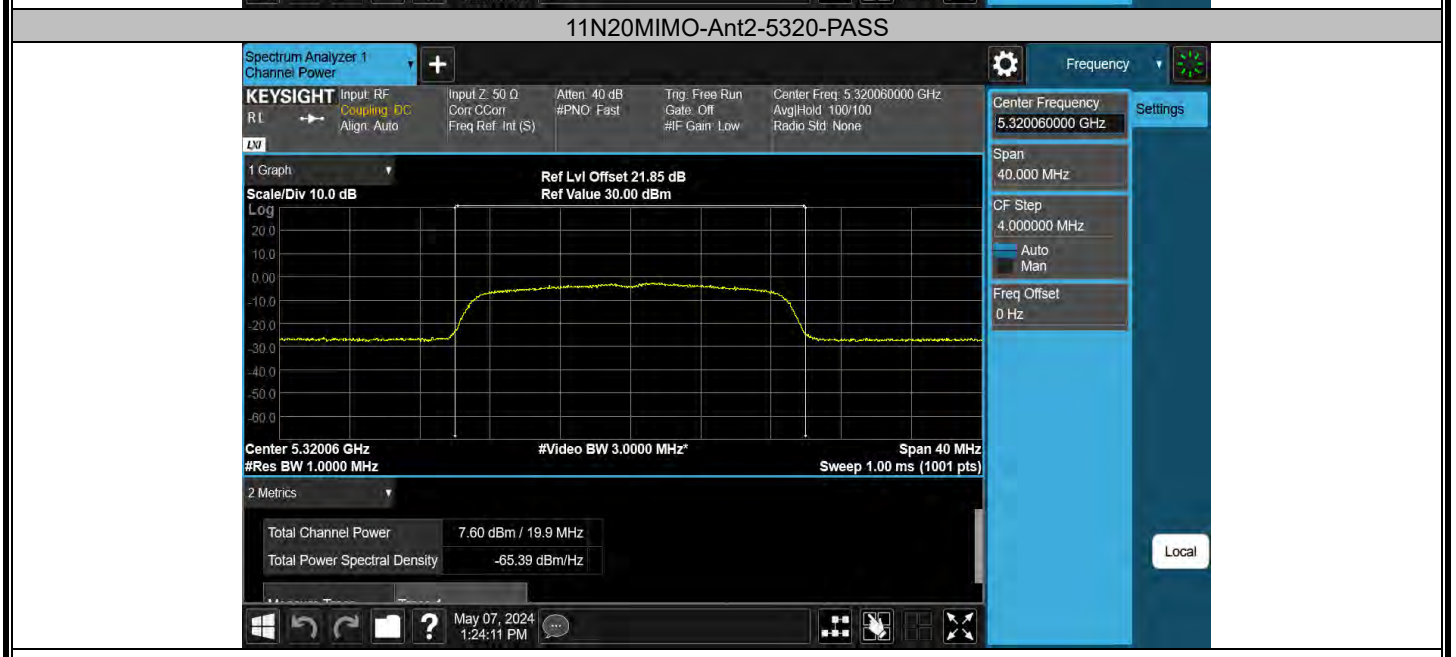 11N20MIMO-Ant2-5320-PASS
Spectrum Analyzer 1
Channel Power
Frequency
KEYSIGHT
RL
LXI
Input: RF
Coupling: DC
Align: Auto
Input Z: 50 Ω
Corr CCorr
Freq Ref: Int (S)
Atten: 40 dB
#PNO: Fast
Trig: Free Run
Gate: Off
#IF Gain: Low
Center Freq: 5.320060000 GHz
Avg|Hold: 100/100
Radio Std: None
Center Frequency
5.320060000 GHz
Settings
Span
40.000 MHz
CF Step
4.000000 MHz
Auto
Man
Freq Offset
0 Hz
1 Graph
Ref Lvl Offset 21.85 dB
Scale/Div 10.0 dB
Ref Value 30.00 dBm
Log
20.0
10.0
0.00
-10.0
-20.0
-30.0
-40.0
-50.0
-60.0
Center 5.32006 GHz
#Video BW 3.0000 MHz*
Span 40 MHz
#Res BW 1.0000 MHz
Sweep 1.00 ms (1001 pts)
2 Metrics
Total Channel Power
7.60 dBm / 19.9 MHz
Total Power Spectral Density
-65.39 dBm/Hz
Local
?
May 07, 2024
1:24:11 PM